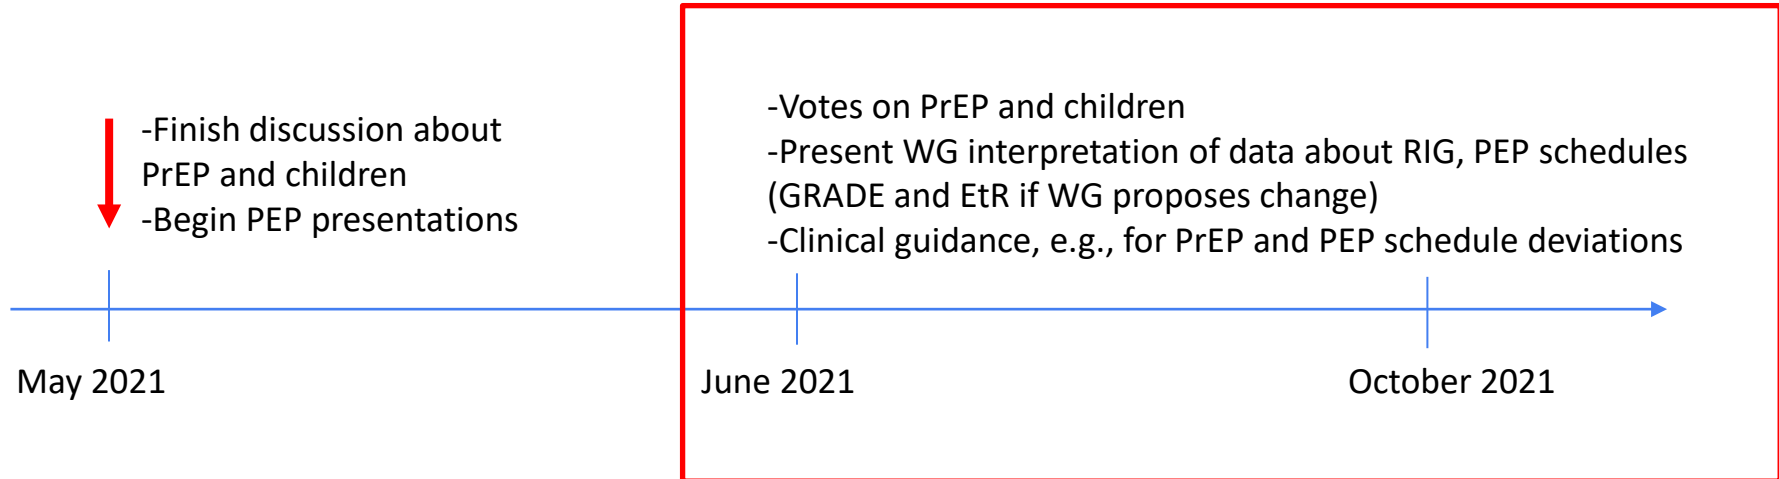 -Finish discussion about
PrEP and children
-Begin PEP presentations
-Votes on PrEP and children
-Present WG interpretation of data about RIG, PEP schedules
(GRADE and EtR if WG proposes change)
-Clinical guidance, e.g., for PrEP and PEP schedule deviations
May 2021
June 2021
October 2021